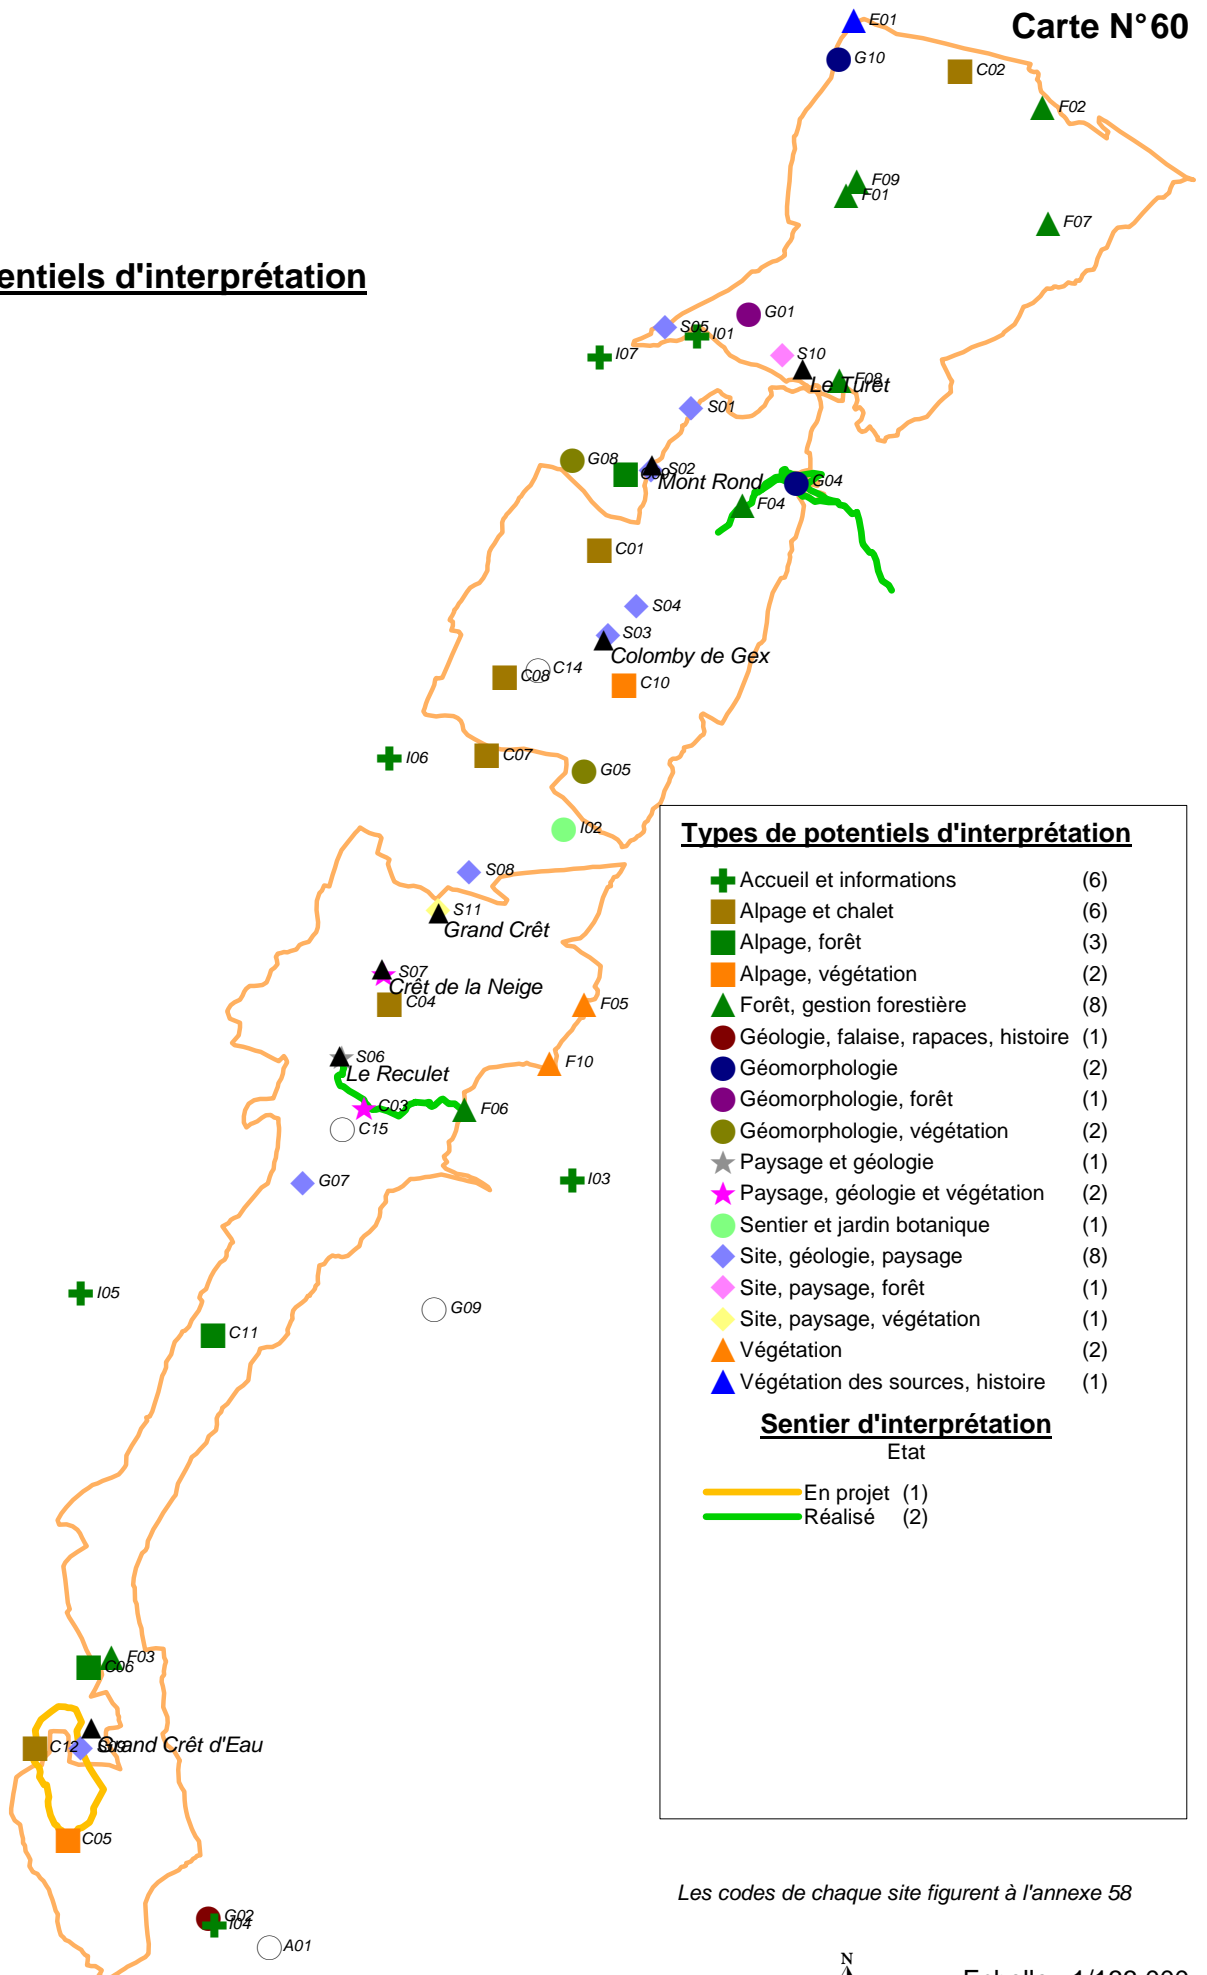 Carte N°60
entiels d'interprétation
E01
G10
C02
F02
F09
F01
F07
G01
S05
I01
I07
S10
Le Turet
F08
S01
G08
S02
Mont Rond
G04
F04
C01
S04
S03
Colomby de Gex
C14
C08
C10
C07
I06
G05
I02
S08
S11
Grand Crêt
S07
Crêt de la Neige
C04
F05
S06
Le Reculet
F10
C03
F06
C15
I03
G07
I05
G09
C11
F03
C06
Grand Crêt d'Eau
C12
C05
G02
I04
A01
Types de potentiels d'interprétation
Accueil et informations (6)
Alpage et chalet (6)
Alpage, forêt (3)
Alpage, végétation (2)
Forêt, gestion forestière (8)
Géologie, falaise, rapaces, histoire (1)
Géomorphologie (2)
Géomorphologie, forêt (1)
Géomorphologie, végétation (2)
Paysage et géologie (1)
Paysage, géologie et végétation (2)
Sentier et jardin botanique (1)
Site, géologie, paysage (8)
Site, paysage, forêt (1)
Site, paysage, végétation (1)
Végétation (2)
Végétation des sources, histoire (1)
Sentier d'interprétation
Etat
En projet (1)
Réalisé (2)
Les codes de chaque site figurent à l'annexe 58
N